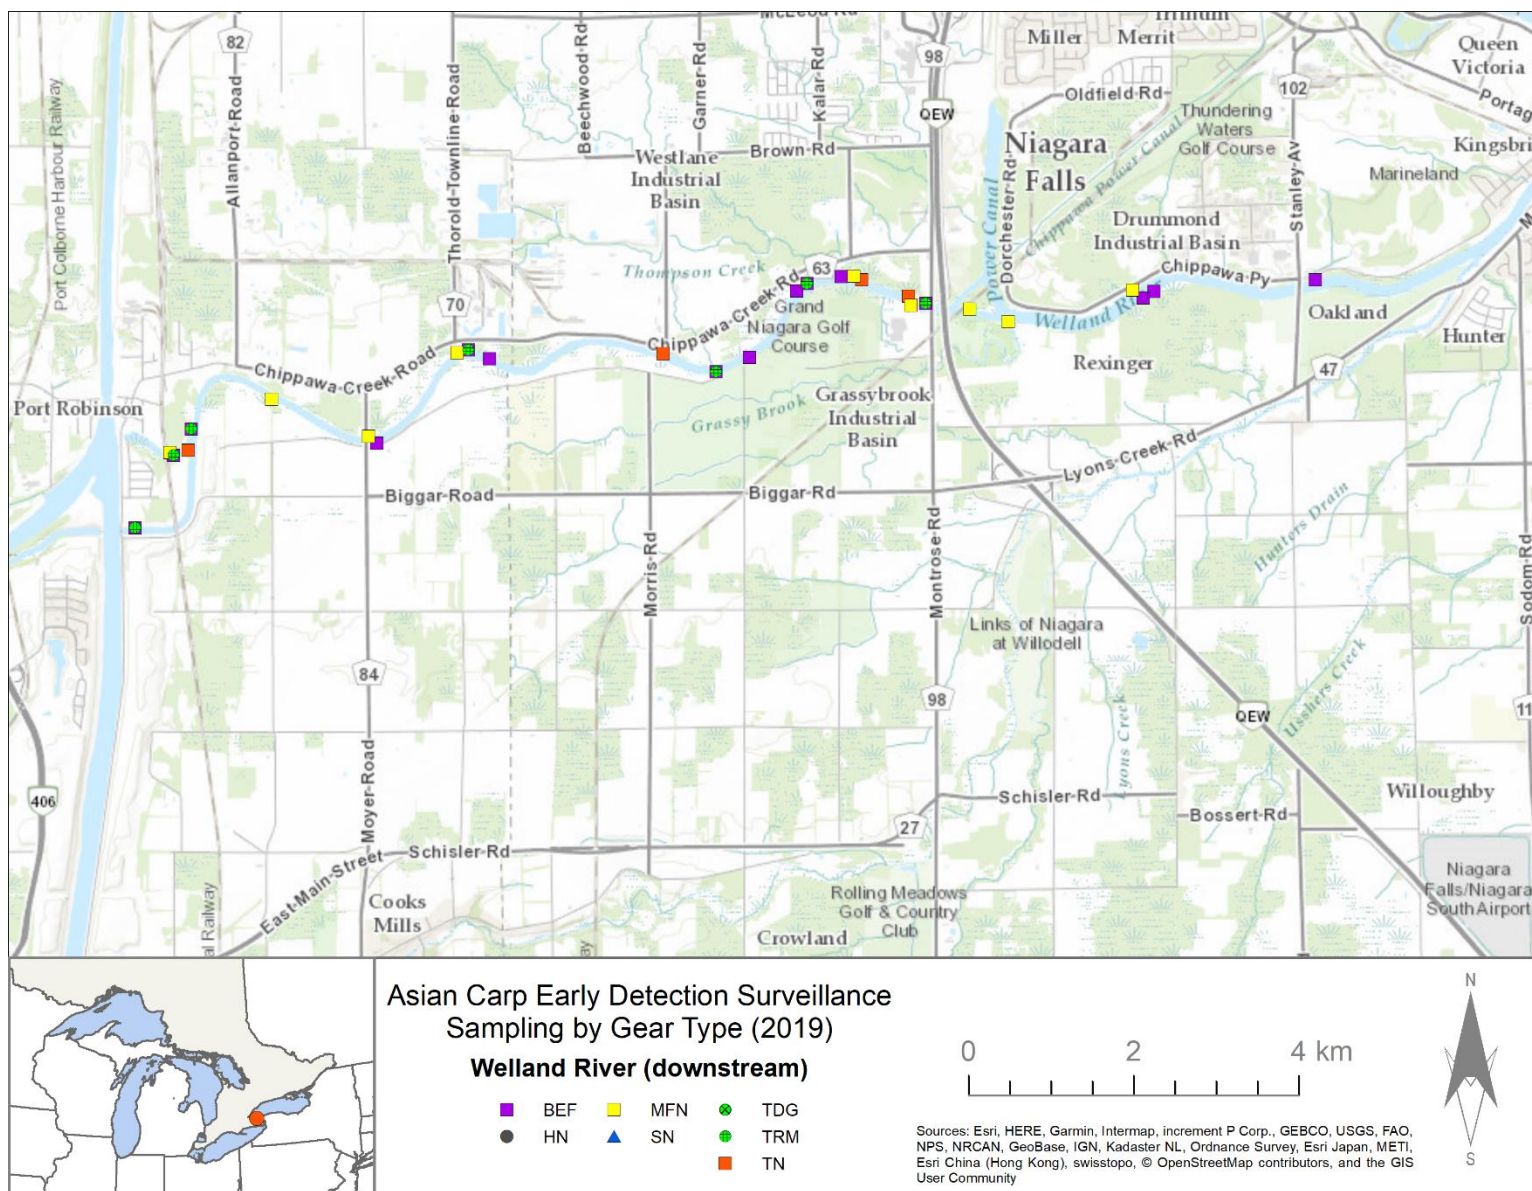 McLeod Rd
82
Allanport Road
Port Colborne Harbour Railway
Thorold Townline Road
Beechwood Rd
Garner Rd
Kalar Rd
98
QEW
Miller
Merrit
Queen
Victoria
102
Oldfield Rd
Thundering
Waters
Golf Course
Niagara
Falls
Westlane
Industrial
Basin
Brown Rd
Marineland
Stanley Av
Dorchester Rd
Power Canal
Chippawa Power Canal
Drummond
Industrial Basin
Chippawa Py
Thompson Creek
63
Chippawa Creek Rd
Grand
Niagara Golf
Course
70
Oakland
Hunter
Rexinger
47
Chippawa Creek Road
Port Robinson
Grassy Brook
Grassybrook
Industrial
Basin
Lyons Creek Rd
Biggar Road
Biggar Rd
Hunters Drain
Morris Rd
Montrose Rd
Sodom Rd
Links of Niagara
at Willodell
84
98
Lyons Creek
QEW
Usshers Creek
406
Moyer Road
Schisler Rd
Willoughby
27
Bossert Rd
East Main Street
Schisler Rd
Niagara
Falls/Niagara
South Airport
Cooks
Mills
Rolling Meadows
Golf & Country
Club
Crowland
Asian Carp Early Detection Surveillance
Sampling by Gear Type (2019)
Welland River (downstream)
BEF MFN TDG
HN SN TRM
TN
0 2 4 km
N
S
Sources: Esri, HERE, Garmin, Intermap, increment P Corp., GEBCO, USGS, FAO,
NPS, NRCAN, GeoBase, IGN, Kadaster NL, Ordnance Survey, Esri Japan, METI,
Esri China (Hong Kong), swisstopo, © OpenStreetMap contributors, and the GIS
User Community